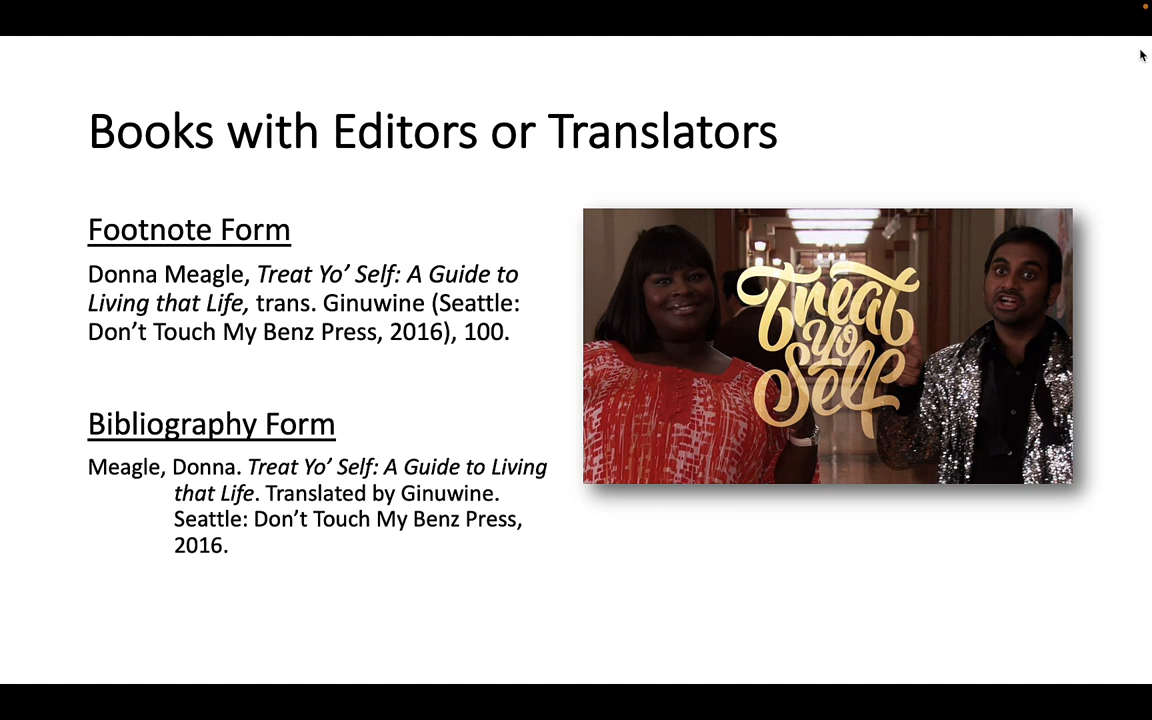 Books with Editors or Translators
Footnote Form
Donna Meagle, Treat Yo’ Self: A Guide to
Living that Life, trans. Ginuwine (Seattle:
Don’t Touch My Benz Press, 2016), 100.
Bibliography Form
Meagle, Donna. Treat Yo’ Self: A Guide to Living
that Life. Translated by Ginuwine.
Seattle: Don’t Touch My Benz Press,
2016.
Treat
yo
Self